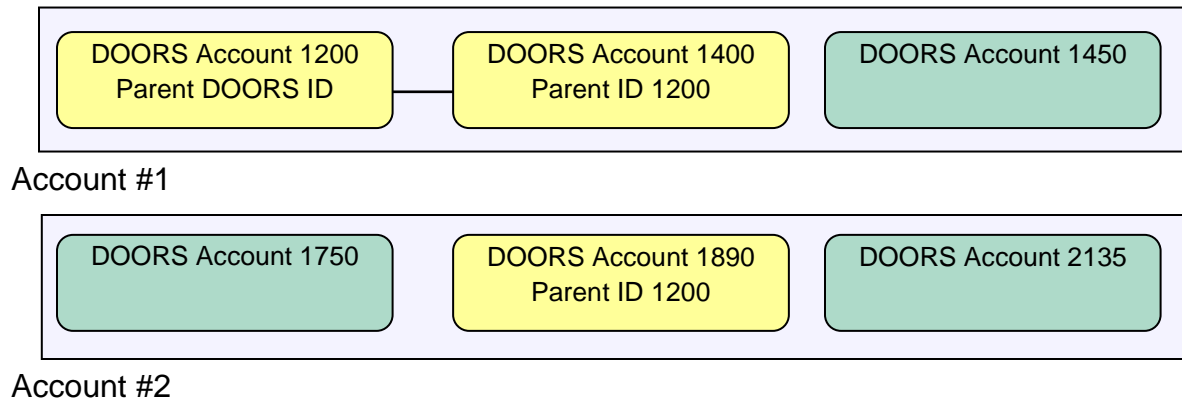 DOORS Account 1200
Parent DOORS ID
DOORS Account 1400
Parent ID 1200
DOORS Account 1450
Account #1
DOORS Account 1750
DOORS Account 1890
Parent ID 1200
DOORS Account 2135
Account #2